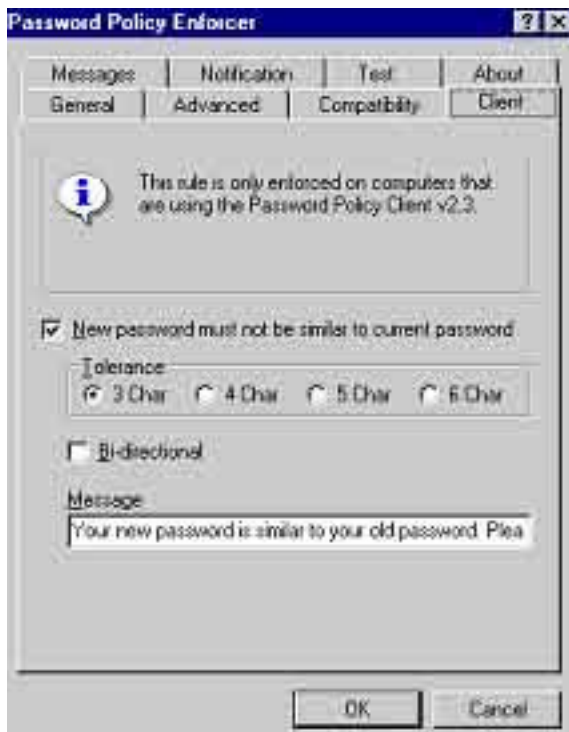 Password Policy Enforcer
Messages Notification Test About
General Advanced Compatibility Client
This rule is only enforced on computers that
are using the Password Policy Client v2.3.
New password must not be similar to current password
Tolerance
3 Char 4 Char 5 Char 6 Char
Bi-directional
Message
Your new password is similar to your old password. Plea
OK Cancel